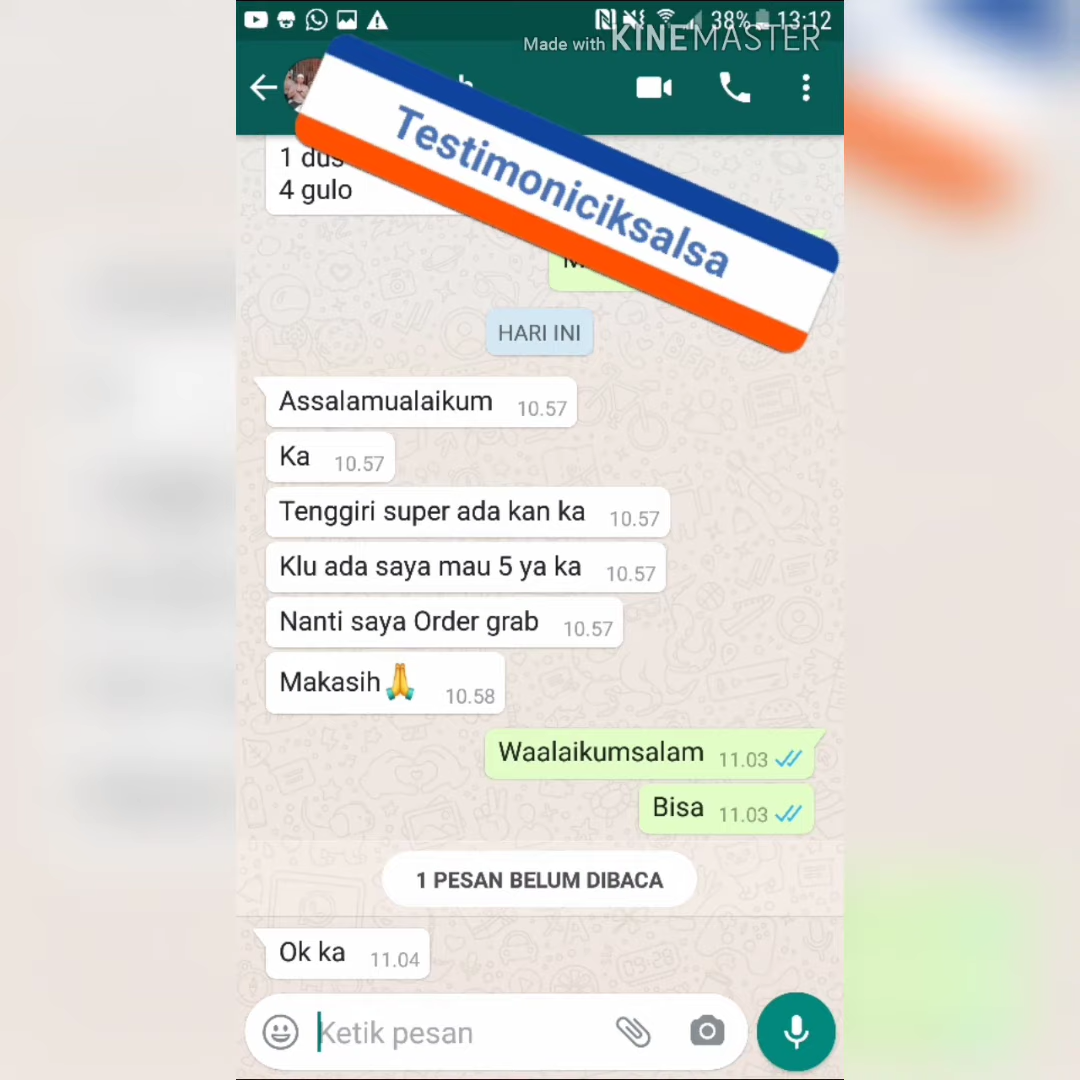 38% 13:12
Made with KINEMASTER
Testimoniciksalsa
1 dus
4 gulo
HARI INI
Assalamualaikum 10.57
Ka 10.57
Tenggiri super ada kan ka 10.57
Klu ada saya mau 5 ya ka 10.57
Nanti saya Order grab 10.57
Makasih🙏 10.58
Waalaikumsalam 11.03
Bisa 11.03
1 PESAN BELUM DIBACA
Ok ka 11.04
Ketik pesan